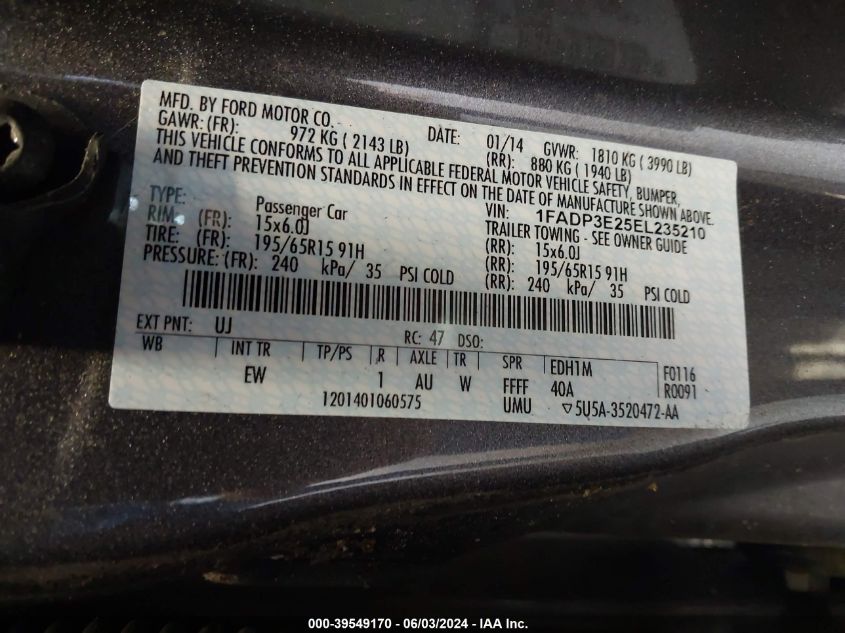 MFD. BY FORD MOTOR CO.
DATE: 01/14 GVWR: 1810 KG ( 3990 LB)
GAWR: (FR): 972 KG ( 2143 LB) (RR): 880 KG ( 1940 LB)
THIS VEHICLE CONFORMS TO ALL APPLICABLE FEDERAL MOTOR VEHICLE SAFETY, BUMPER,
AND THEFT PREVENTION STANDARDS IN EFFECT ON THE DATE OF MANUFACTURE SHOWN ABOVE.
VIN: 1FADP3E25EL235210
TYPE: Passenger Car TRAILER TOWING - SEE OWNER GUIDE
RIM: (FR): 15x6.0J (RR): 15x6.0J
TIRE: (FR): 195/65R15 91H (RR): 195/65R15 91H
PRESSURE: (FR): 240 kPa/ 35 PSI COLD (RR): 240 kPa/ 35 PSI COLD
EXT PNT: UJ RC: 47 DSO:
WB INT TR TP/PS R AXLE TR SPR EDH1M F0116
EW 1 AU W FFFF 40A R0091
1201401060575 UMU ▽5U5A-3520472-AA
000-39549170 - 06/03/2024 - IAA Inc.